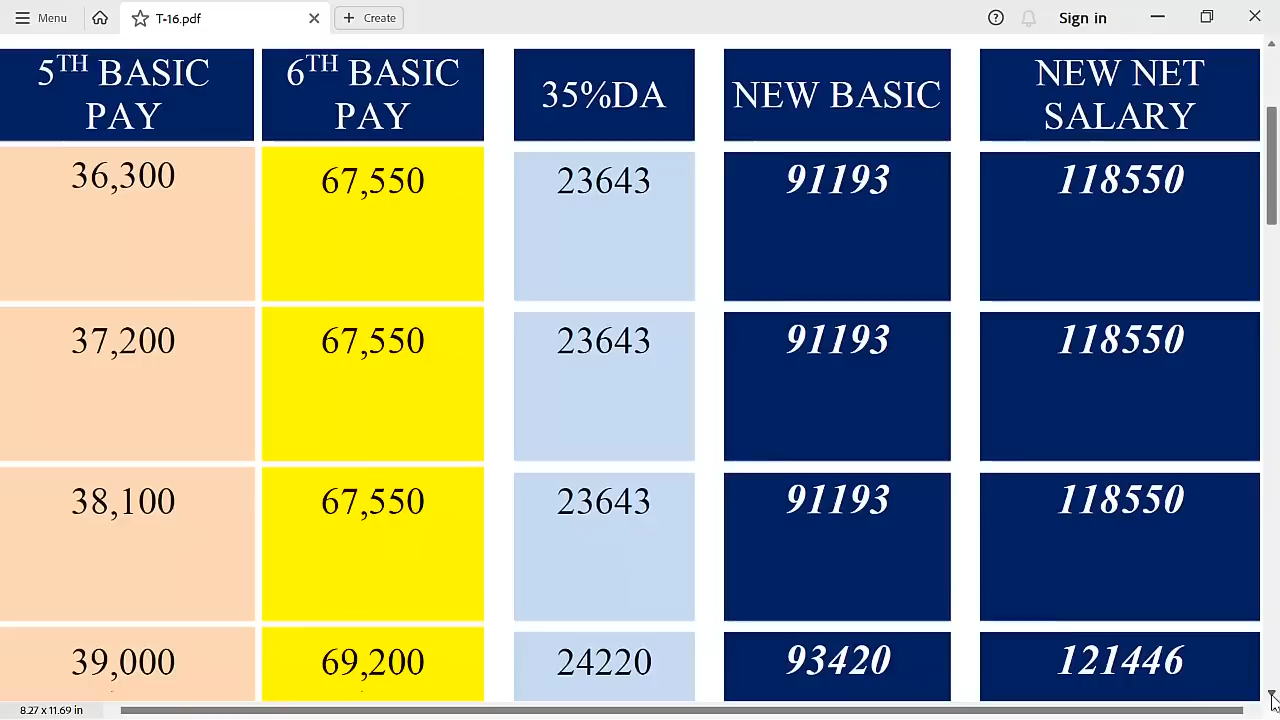 Menu
T-16.pdf
Create
Sign in
5TH BASIC PAY
6TH BASIC PAY
35%DA
NEW BASIC
NEW NET SALARY
36,300 67,550 23643 91193 118550
37,200 67,550 23643 91193 118550
38,100 67,550 23643 91193 118550
39,000 69,200 24220 93420 121446
8.27 x 11.69 in